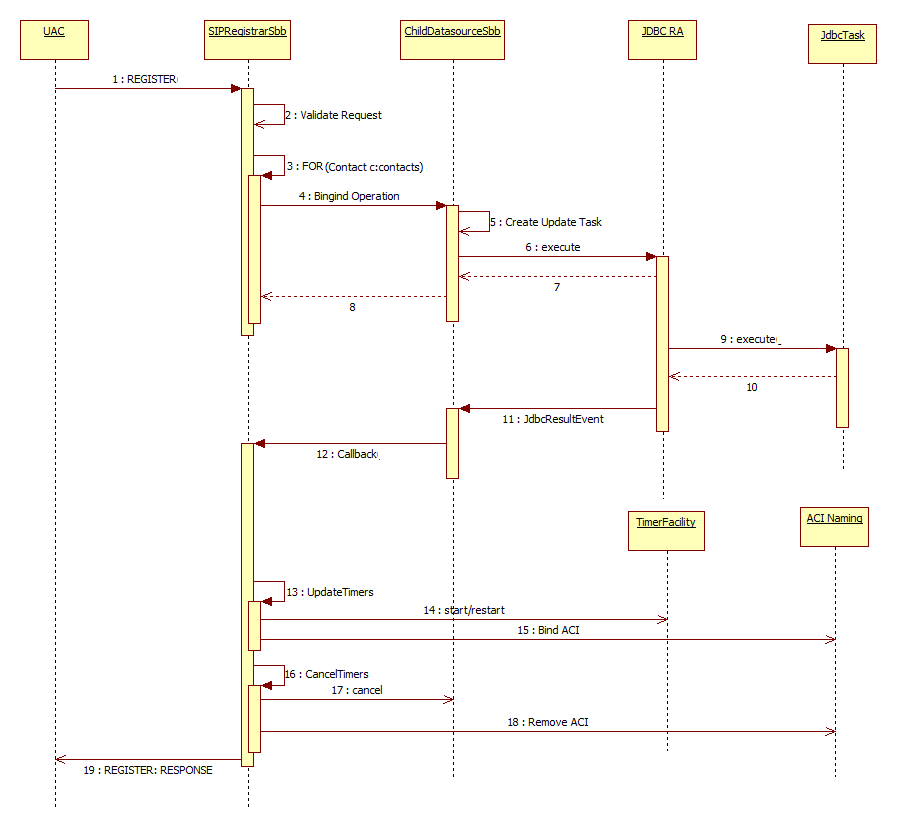 UAC
SIPRegistrarSbb
ChildDatasourceSbb
JDBC RA
JdbcTask
1 : REGISTER(
2 : Validate Request
3 : FOR (Contact c:contacts)
4 : Bingind Operation
5 : Create Update Task
6 : execute
7
8
9 : execute(
10
11 : JdbcResultEvent
12 : Callback(
TimerFacility
ACI Naming
13 : UpdateTimers
14 : start/restart
15 : Bind ACI
16 : CancelTimers
17 : cancel
18 : Remove ACI
19 : REGISTER: RESPONSE